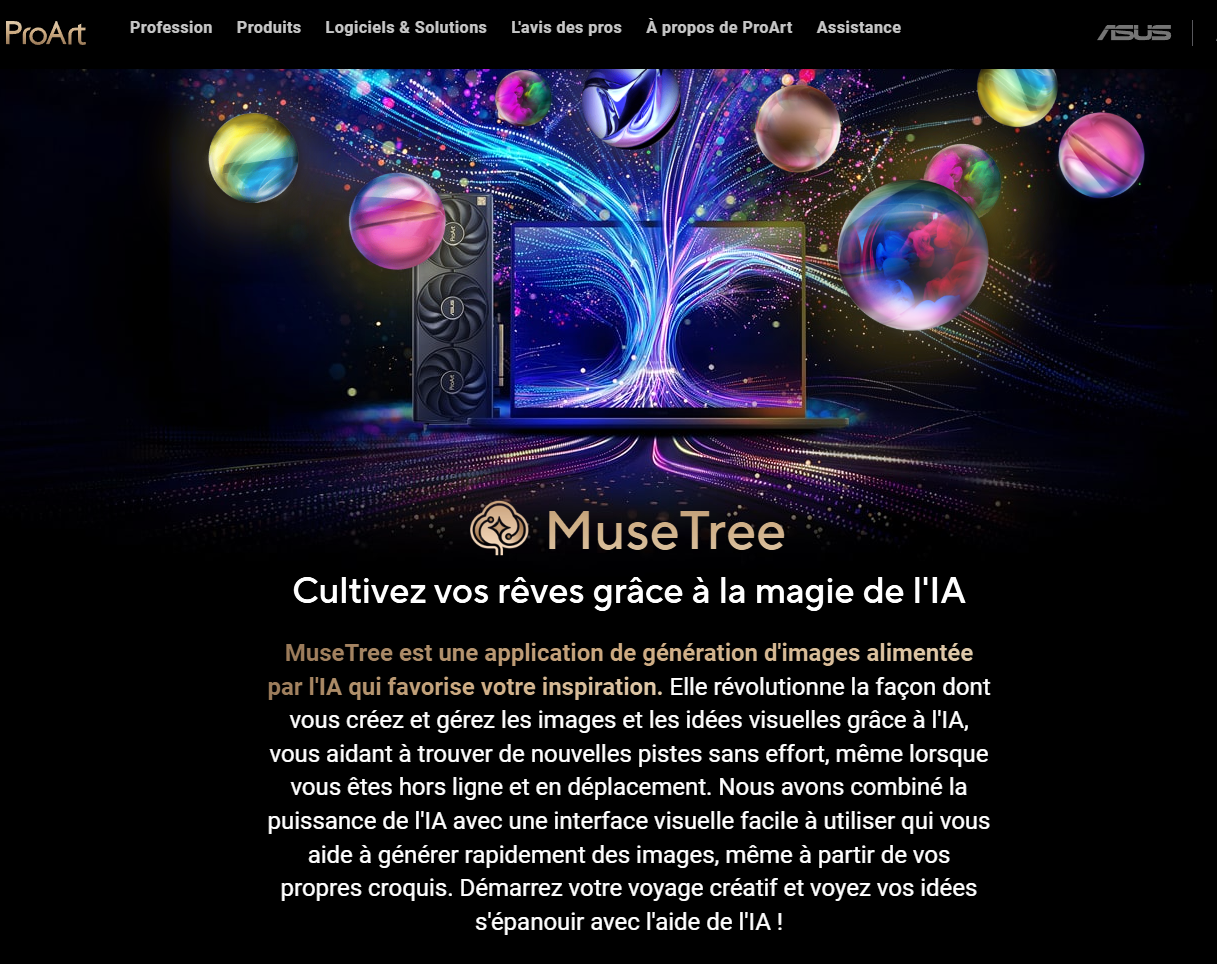 ProArt
Profession
Produits
Logiciels & Solutions
L'avis des pros
À propos de ProArt
Assistance
ASUS
ProArt
ASUS
ProArt
MuseTree
Cultivez vos rêves grâce à la magie de l'IA
MuseTree est une application de génération d'images alimentée
par l'IA qui favorise votre inspiration. Elle révolutionne la façon dont
vous créez et gérez les images et les idées visuelles grâce à l'IA,
vous aidant à trouver de nouvelles pistes sans effort, même lorsque
vous êtes hors ligne et en déplacement. Nous avons combiné la
puissance de l'IA avec une interface visuelle facile à utiliser qui vous
aide à générer rapidement des images, même à partir de vos
propres croquis. Démarrez votre voyage créatif et voyez vos idées
s'épanouir avec l'aide de l'IA !